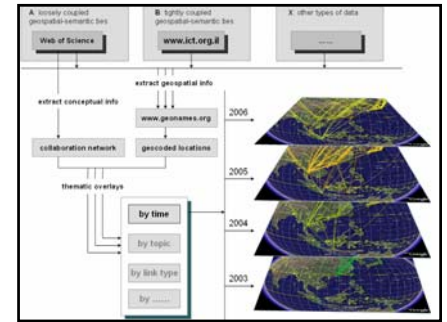 A loosely coupled
geospatial-semantic ties
Web of Science
B tightly-coupled
geospatial-semantic ties
www.ict.org.il
X. other types of data
......
extract geospatial info
extract conceptual info
www.geonames.org
collaboration network
geocoded locations
thematic overlays
by time
by topic
by link type
by ......
2006
2005
2004
2003